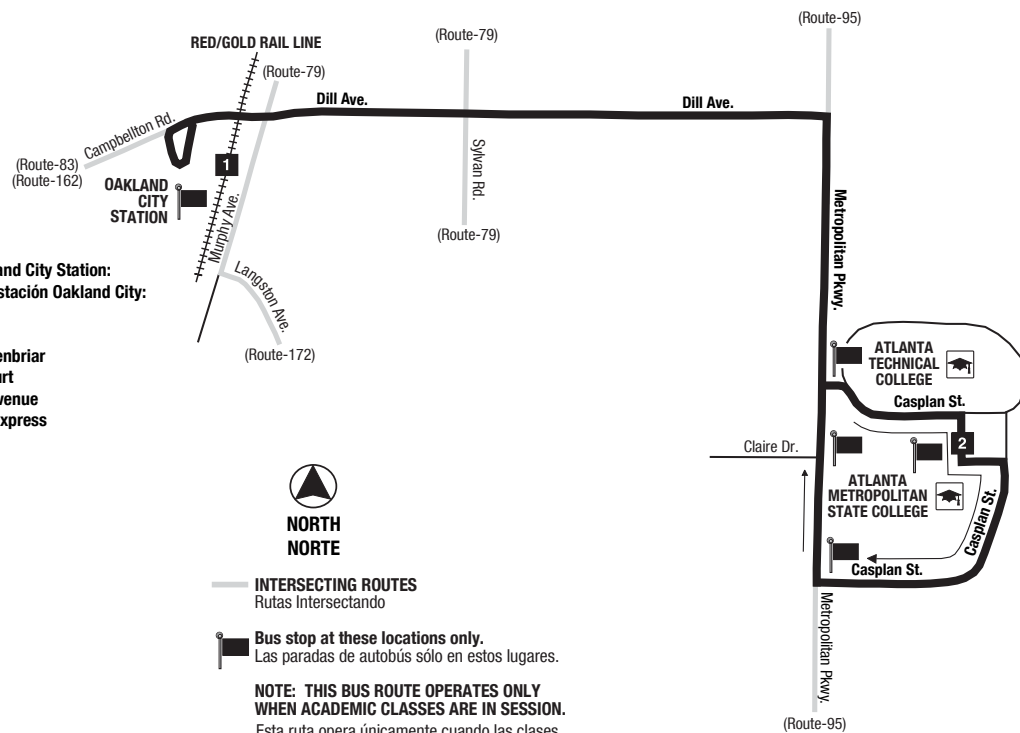 (Route-95)
(Route-79)
RED/GOLD RAIL LINE
(Route-79)
Dill Ave.
Dill Ave.
Campbellton Rd.
(Route-83)
(Route-162)
1
OAKLAND
CITY
STATION
Murphy Ave.
Sylvan Rd.
Metropolitan Pkwy.
(Route-79)
and City Station:
stación Oakland City:
Langston Ave.
(Route-172)
enbriar
urt
venue
xpress
ATLANTA
TECHNICAL
COLLEGE
Casplan St.
Claire Dr.
2
ATLANTA
METROPOLITAN
STATE COLLEGE
Casplan St.
Casplan St.
NORTH
NORTE
INTERSECTING ROUTES
Rutas Intersectando
Bus stop at these locations only.
Las paradas de autobús sólo en estos lugares.
NOTE: THIS BUS ROUTE OPERATES ONLY
WHEN ACADEMIC CLASSES ARE IN SESSION.
Esta ruta opera únicamente cuando las clases
Metropolitan Pkwy.
(Route-95)